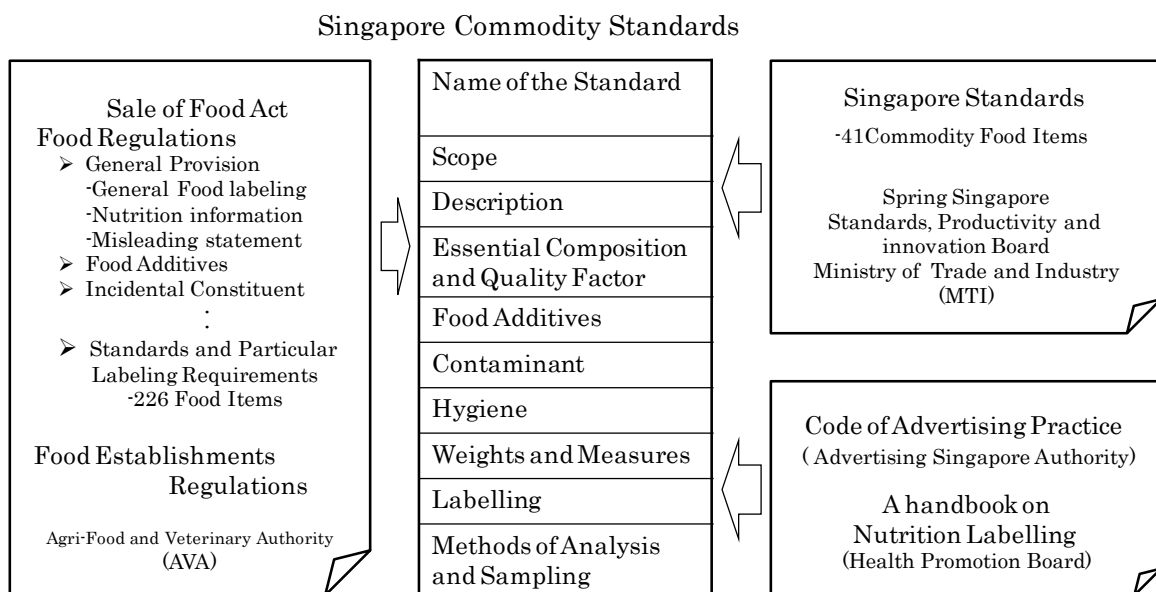 Singapore Commodity Standards
Sale of Food Act
Food Regulations
➢ General Provision
-General Food labeling
-Nutrition information
-Misleading statement
➢ Food Additives
➢ Incidental Constituent
:
➢ Standards and Particular
Labeling Requirements
-226 Food Items
Food Establishments
Regulations
Agri-Food and Veterinary Authority
(AVA)
Name of the Standard
Scope
Description
Essential Composition
and Quality Factor
Food Additives
Contaminant
Hygiene
Weights and Measures
Labelling
Methods of Analysis
and Sampling
Singapore Standards
-41Commodity Food Items
Spring Singapore
Standards, Productivity and
innovation Board
Ministry of Trade and Industry
(MTI)
Code of Advertising Practice
( Advertising Singapore Authority)
A handbook on
Nutrition Labelling
(Health Promotion Board)